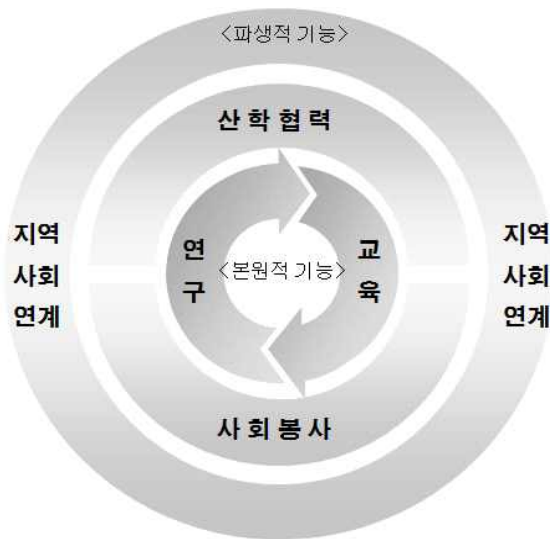 <파생적 기능>
산학협력
지역
사회
연계
연구
<본원적 기능>
교육
지역
사회
연계
사회봉사